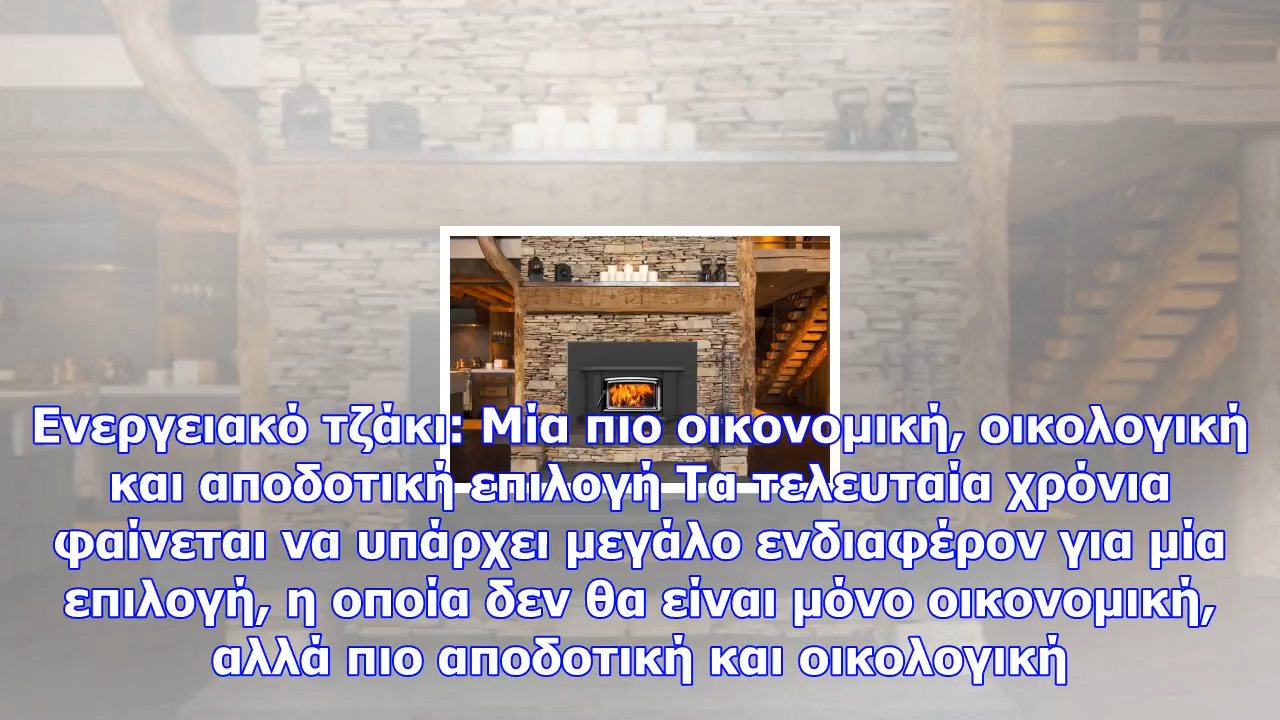 Ενεργειακό τζάκι: Μία πιο οικονομική, οικολογική
και αποδοτική επιλογή Τα τελευταία χρόνια
φαίνεται να υπάρχει μεγάλο ενδιαφέρον για μία
επιλογή, η οποία δεν θα είναι μόνο οικονομική,
αλλά πιο αποδοτική και οικολογική